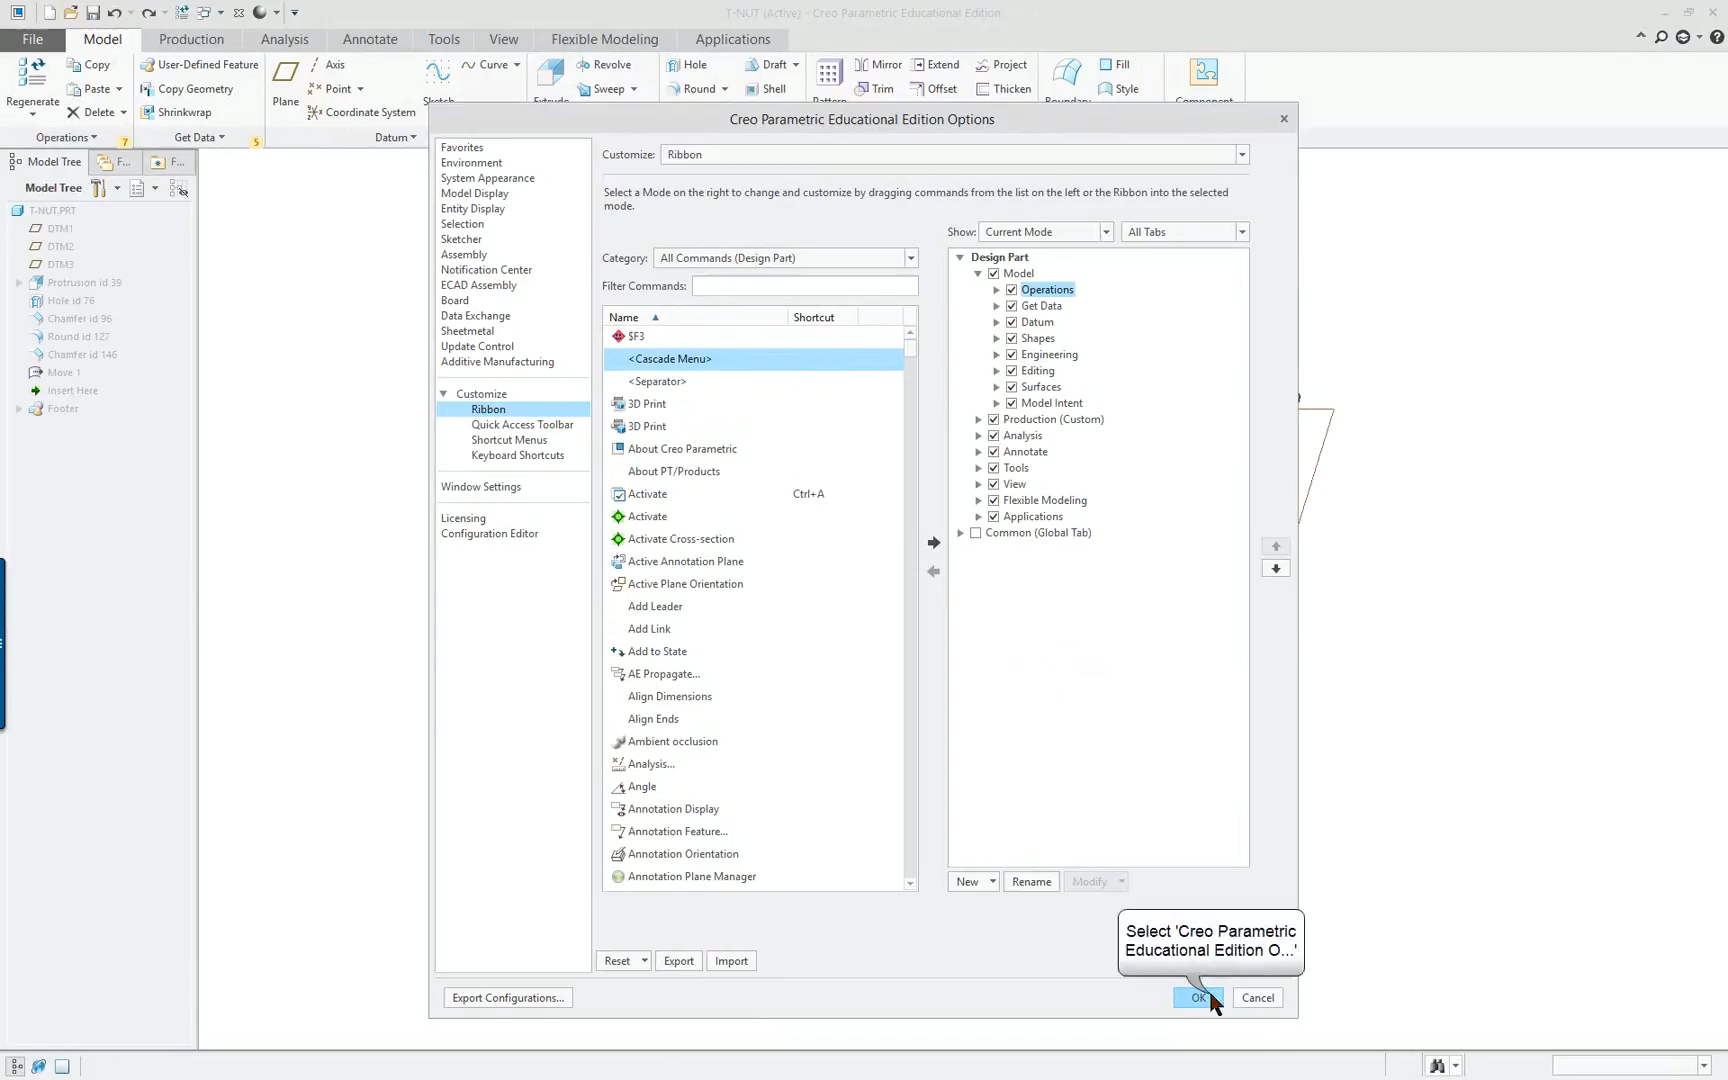 T-NUT (Active) - Creo Parametric Educational Edition
File Model Production Analysis Annotate Tools View Flexible Modeling Applications
Regenerate
Copy
Paste
Delete
Operations
7
User-Defined Feature
Copy Geometry
Shrinkwrap
Get Data
5
Plane
Axis
Point
Coordinate System
Datum
Curve
Revolve
Sweep
Hole
Round
Draft
Shell
Mirror
Trim
Extend
Offset
Project
Thicken
Fill
Style
Model Tree F... F...
Model Tree
T-NUT.PRT
DTM1
DTM2
DTM3
Protrusion id 39
Hole id 76
Chamfer id 96
Round id 127
Chamfer id 146
Move 1
Insert Here
Footer
Creo Parametric Educational Edition Options
Favorites
Environment
System Appearance
Model Display
Entity Display
Selection
Sketcher
Assembly
Notification Center
ECAD Assembly
Board
Data Exchange
Sheetmetal
Update Control
Additive Manufacturing
Customize
Ribbon
Quick Access Toolbar
Shortcut Menus
Keyboard Shortcuts
Window Settings
Licensing
Configuration Editor
Customize: Ribbon
Select a Mode on the right to change and customize by dragging commands from the list on the left or the Ribbon into the selected
mode.
Category: All Commands (Design Part)
Filter Commands:
Name Shortcut
$F3
<Cascade Menu>
<Separator>
3D Print
3D Print
About Creo Parametric
About PT/Products
Activate Ctrl+A
Activate
Activate Cross-section
Active Annotation Plane
Active Plane Orientation
Add Leader
Add Link
Add to State
AE Propagate...
Align Dimensions
Align Ends
Ambient occlusion
Analysis...
Angle
Annotation Display
Annotation Feature...
Annotation Orientation
Annotation Plane Manager
Show: Current Mode All Tabs
Design Part
Model
Operations
Get Data
Datum
Shapes
Engineering
Editing
Surfaces
Model Intent
Production (Custom)
Analysis
Annotate
Tools
View
Flexible Modeling
Applications
Common (Global Tab)
New Rename Modify
Reset Export Import
Select 'Creo Parametric
Educational Edition O...'
Export Configurations... OK Cancel